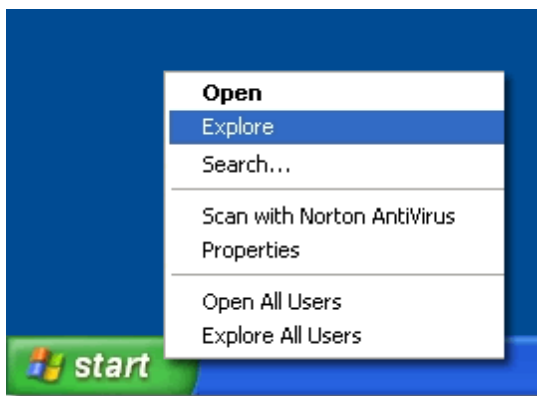 Open
Explore
Search...
Scan with Norton AntiVirus
Properties
Open All Users
Explore All Users
start